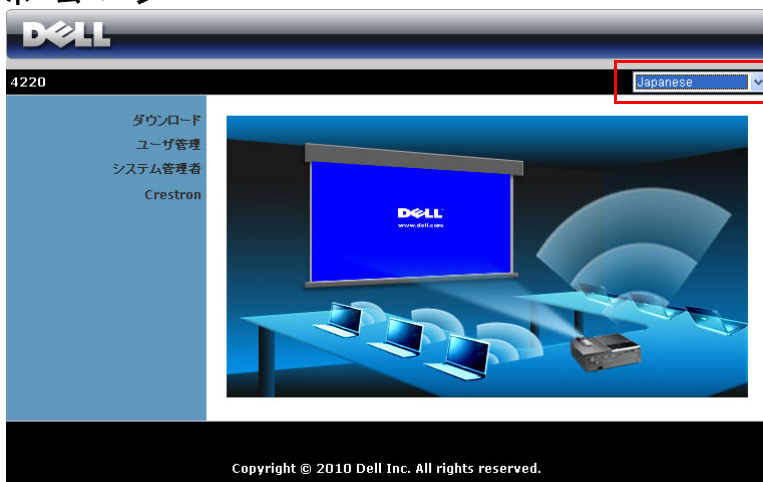 DELL
4220
Japanese
ダウンロード
ユーザ管理
システム管理者
Crestron
DELL
www.dell.com
Copyright © 2010 Dell Inc. All rights reserved.